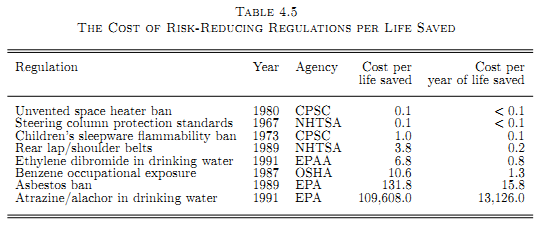 TABLE 4.5
THE COST OF RISK-REDUCING REGULATIONS PER LIFE SAVED
Regulation Year Agency Cost per life saved Cost per year of life saved
Unvented space heater ban 1980 CPSC 0.1 < 0.1
Steering column protection standards 1967 NHTSA 0.1 < 0.1
Children's sleepware flammability ban 1973 CPSC 1.0 0.1
Rear lap/shoulder belts 1989 NHTSA 3.8 0.2
Ethylene dibromide in drinking water 1991 EPAA 6.8 0.8
Benzene occupational exposure 1987 OSHA 10.6 1.3
Asbestos ban 1989 EPA 131.8 15.8
Atrazine/alachor in drinking water 1991 EPA 109,608.0 13,126.0